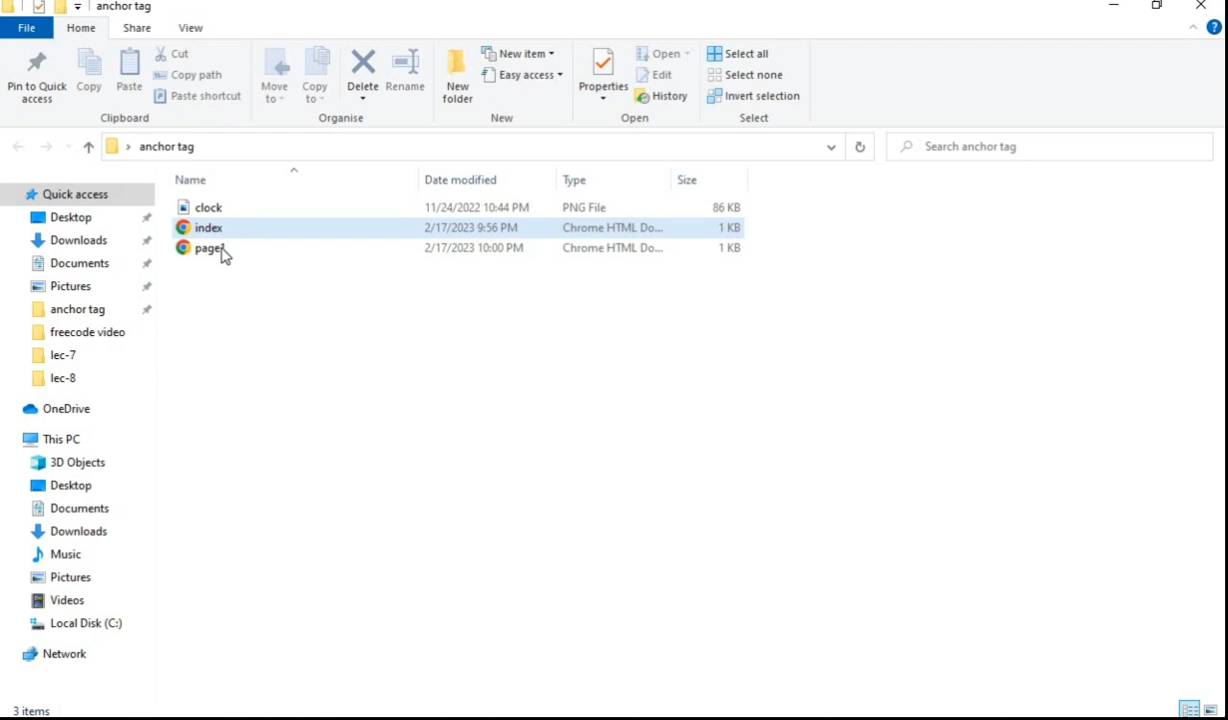 anchor tag
File Home Share View
Pin to Quick access
Copy
Paste
Cut
Copy path
Paste shortcut
Clipboard
Move to
Copy to
Delete
Rename
Organise
New folder
New item
Easy access
New
Properties
Open
Edit
History
Open
Select all
Select none
Invert selection
Select
anchor tag
Search anchor tag
Name Date modified Type Size
clock 11/24/2022 10:44 PM PNG File 86 KB
index 2/17/2023 9:56 PM Chrome HTML Do... 1 KB
page1 2/17/2023 10:00 PM Chrome HTML Do... 1 KB
Quick access
Desktop
Downloads
Documents
Pictures
anchor tag
freecode video
lec-7
lec-8
OneDrive
This PC
3D Objects
Desktop
Documents
Downloads
Music
Pictures
Videos
Local Disk (C:)
Network
3 items